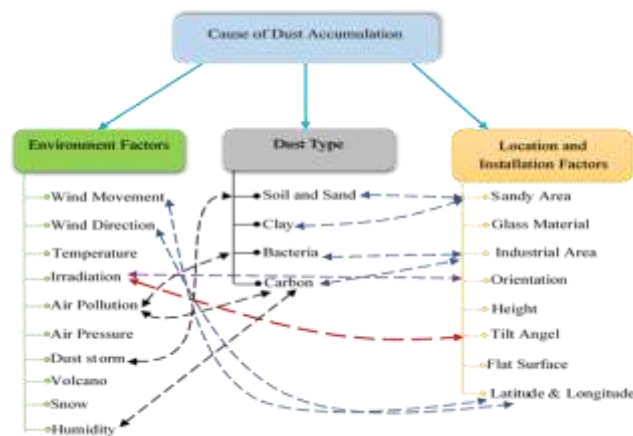 Cause of Dust Accumulation
Environment Factors
Dust Type
Location and
Installation Factors
Wind Movement
Wind Direction
Temperature
Irradiation
Air Pollution
Air Pressure
Dust storm
Volcano
Snow
Humidity
Soil and Sand
Clay
Bacteria
Carbon
Sandy Area
Glass Material
Industrial Area
Orientation
Height
Tilt Angel
Flat Surface
Latitude & Longitude